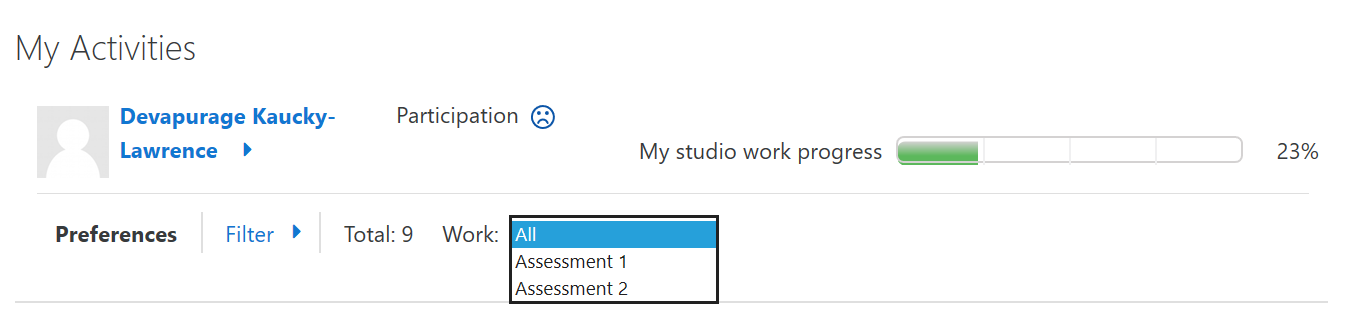 My Activities
Devapurage Kaucky-
Lawrence
Participation
My studio work progress 23%
Preferences Filter Total: 9 Work: All
Assessment 1
Assessment 2